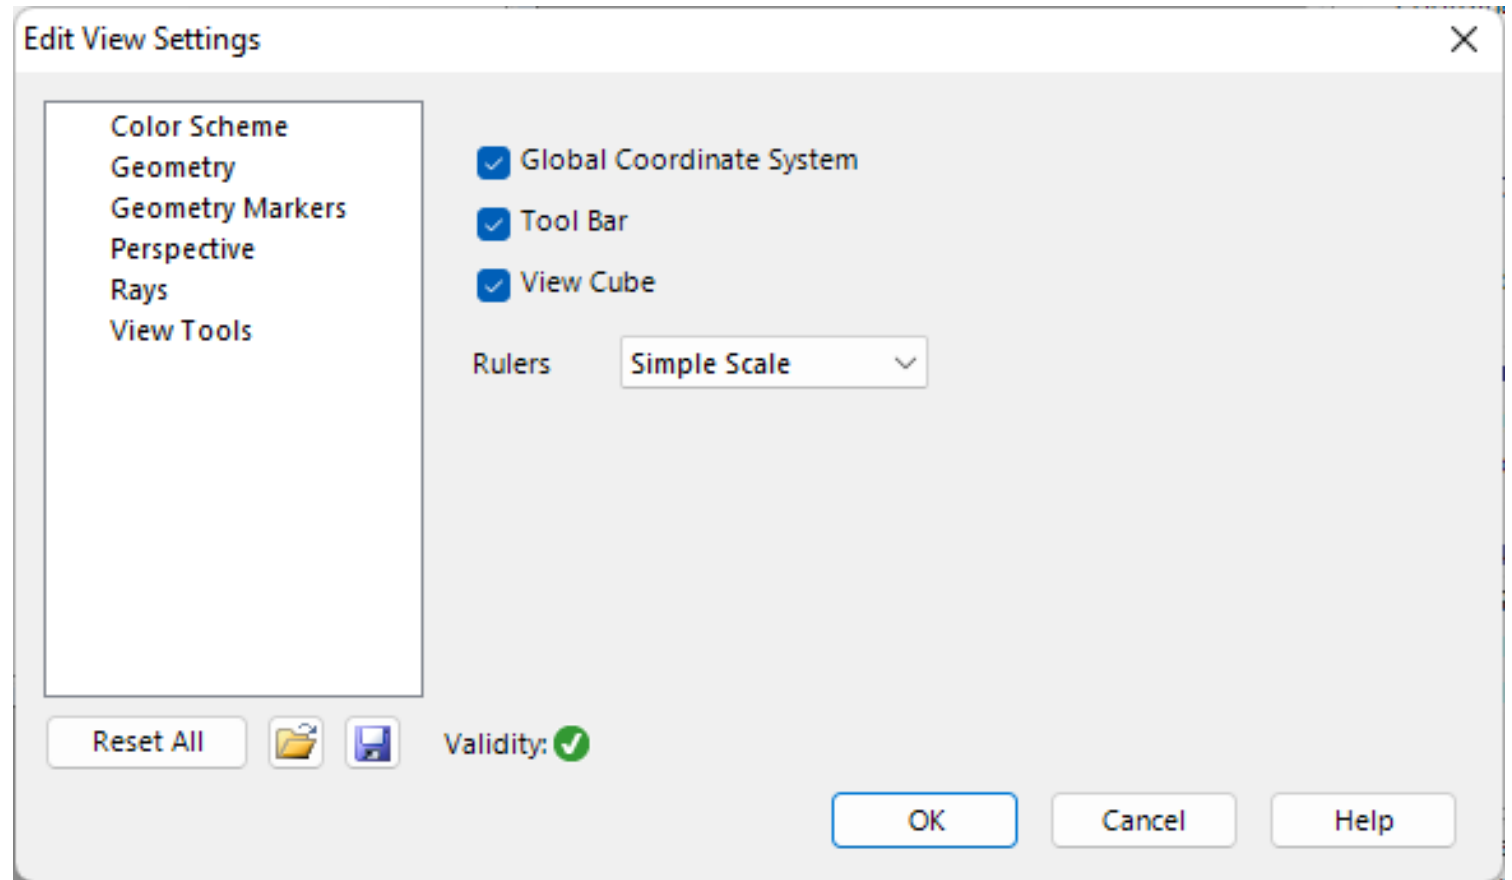 Edit View Settings
Color Scheme
Geometry
Geometry Markers
Perspective
Rays
View Tools
Global Coordinate System
Tool Bar
View Cube
Rulers Simple Scale
Reset All
Validity:
OK Cancel Help